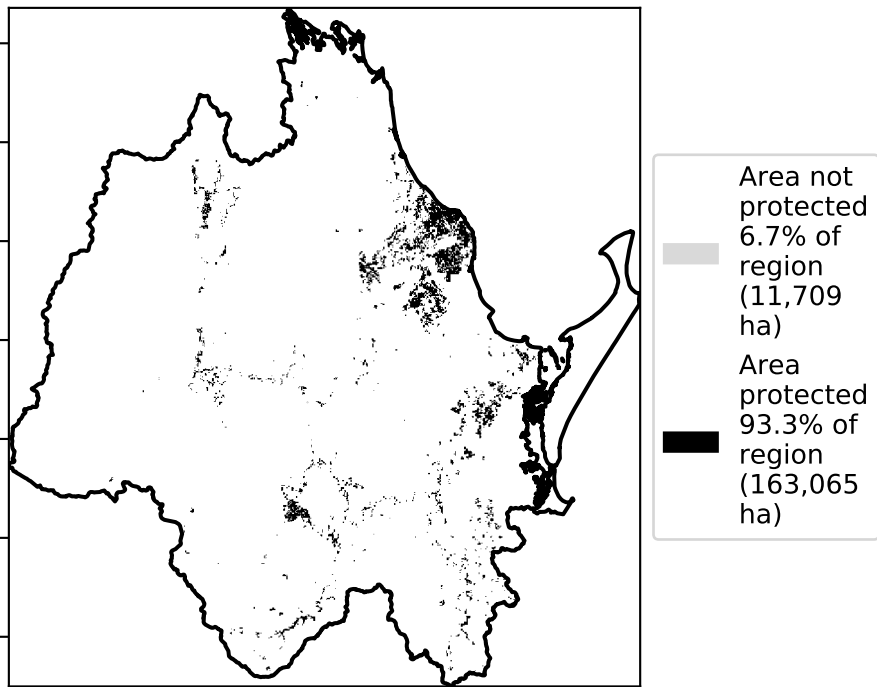 Area not
protected
6.7% of
region
(11,709
ha)
Area
protected
93.3% of
region
(163,065
ha)